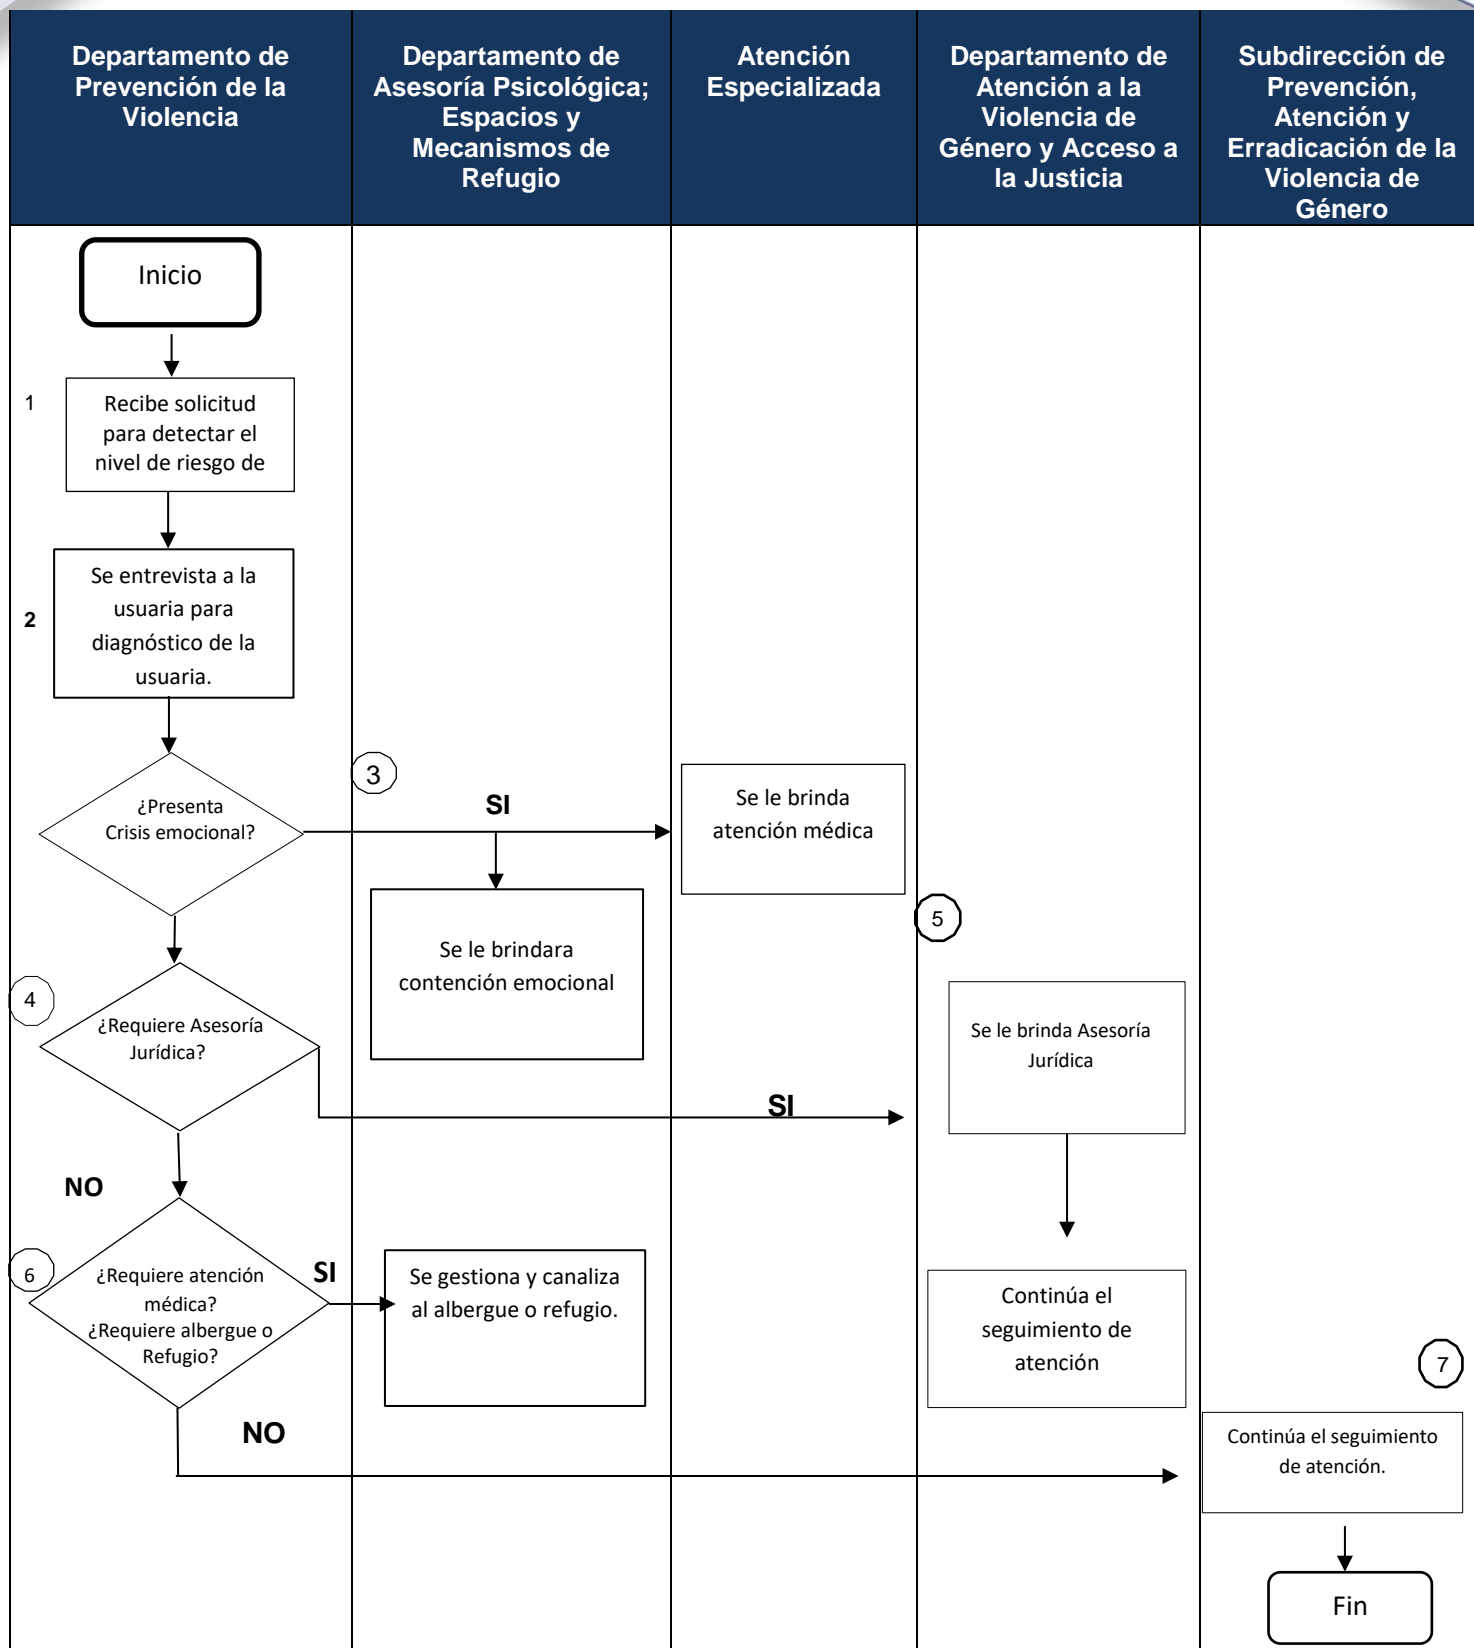 Departamento de
Prevención de la
Violencia
Departamento de
Asesoría Psicológica;
Espacios y
Mecanismos de
Refugio
Atención
Especializada
Departamento de
Atención a la
Violencia de
Género y Acceso a
la Justicia
Subdirección de
Prevención,
Atención y
Erradicación de la
Violencia de
Género
Inicio
1
Recibe solicitud
para detectar el
nivel de riesgo de
2
Se entrevista a la
usuaria para
diagnóstico de la
usuaria.
¿Presenta
Crisis emocional?
3
SI
Se le brinda
atención médica
Se le brindara
contención emocional
4
¿Requiere Asesoría
Jurídica?
SI
5
Se le brinda Asesoría
Jurídica
Continúa el
seguimiento de
atención
NO
6
¿Requiere atención
médica?
¿Requiere albergue o
Refugio?
SI
Se gestiona y canaliza
al albergue o refugio.
NO
7
Continúa el seguimiento
de atención.
Fin